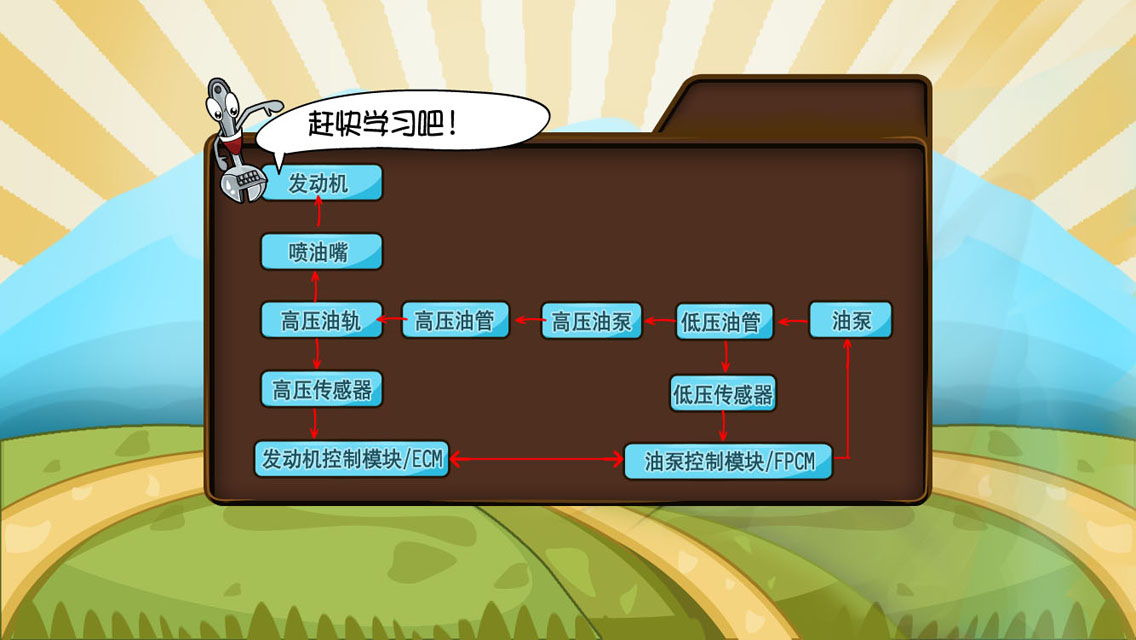 赶快学习吧！
发动机
喷油嘴
高压油轨
高压油管
高压油泵
低压油管
油泵
高压传感器
低压传感器
发动机控制模块/ECM
油泵控制模块/FPCM